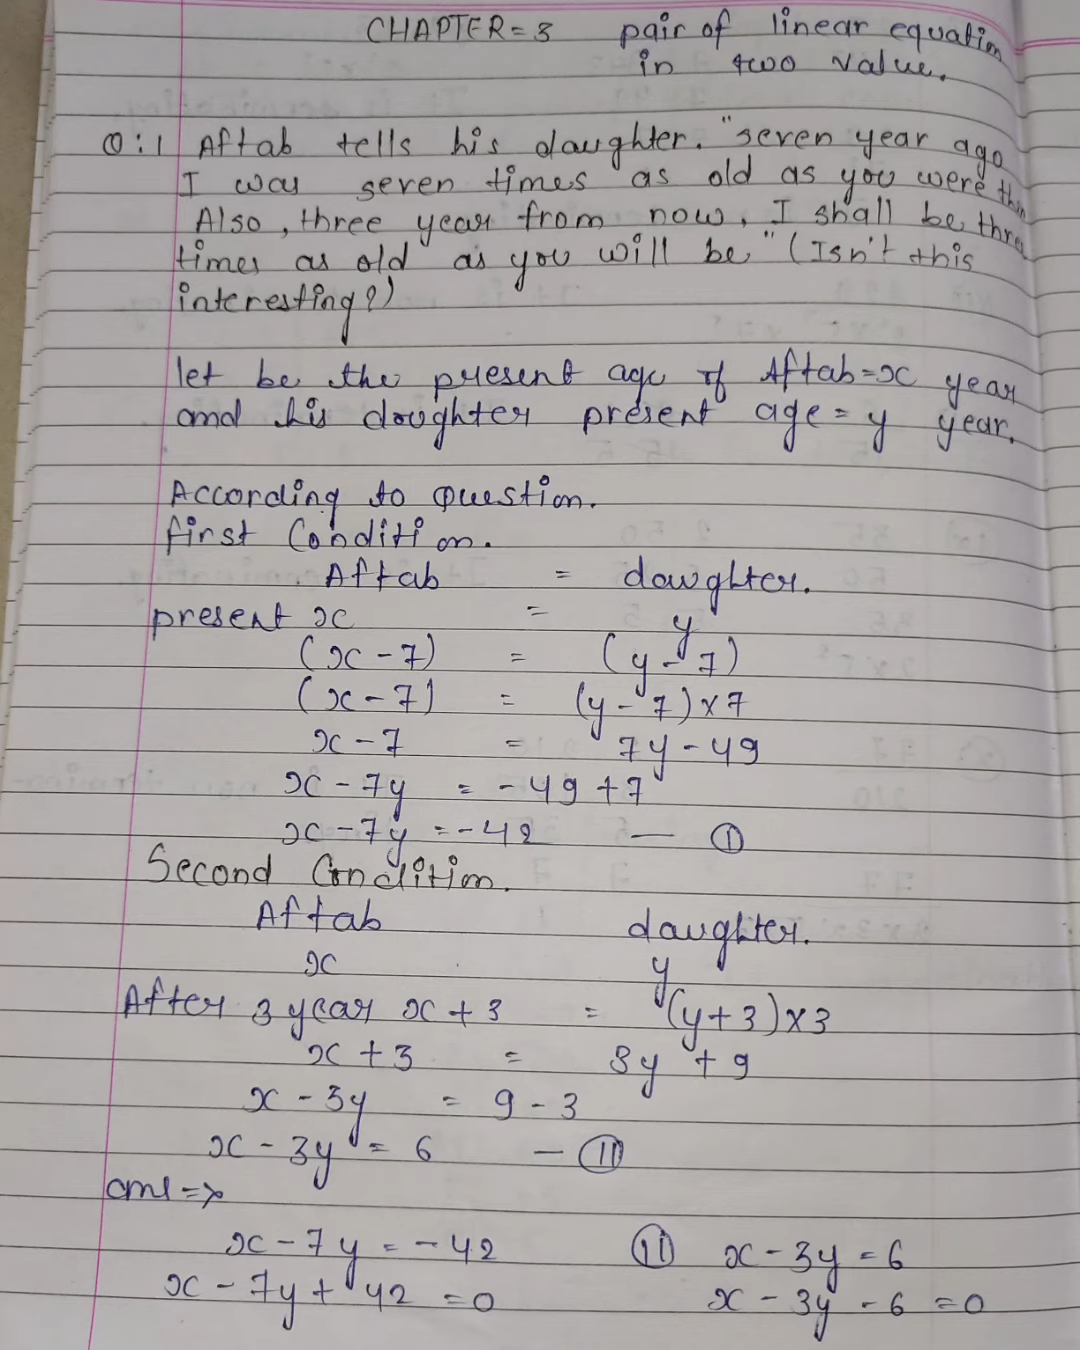 CHAPTER = 3 pair of linear equation
in two value.
Q:1 Aftab tells his daughter. "seven year ago
I was seven times as old as you were then
Also, three year from now, I shall be three
times as old as you will be" (Isn't this
interesting?)
let be the present age of Aftab = x year
and his doughter present age = y year.
According to Question.
first Condition.
Aftab = daughter.
present x = y
(x - 7) = (y - 7)
(x - 7) = (y - 7) x 7
x - 7 = 7y - 49
x - 7y = - 49 + 7
x - 7y = - 42 — (I)
Second Condition.
Aftab daughter.
x y
After 3 year x + 3 = (y + 3) x 3
x + 3 = 3y + 9
x - 3y = 9 - 3
x - 3y = 6 — (II)
ans =>
x - 7y = - 42 (II) x - 3y = 6
x - 7y + 42 = 0 x - 3y - 6 = 0